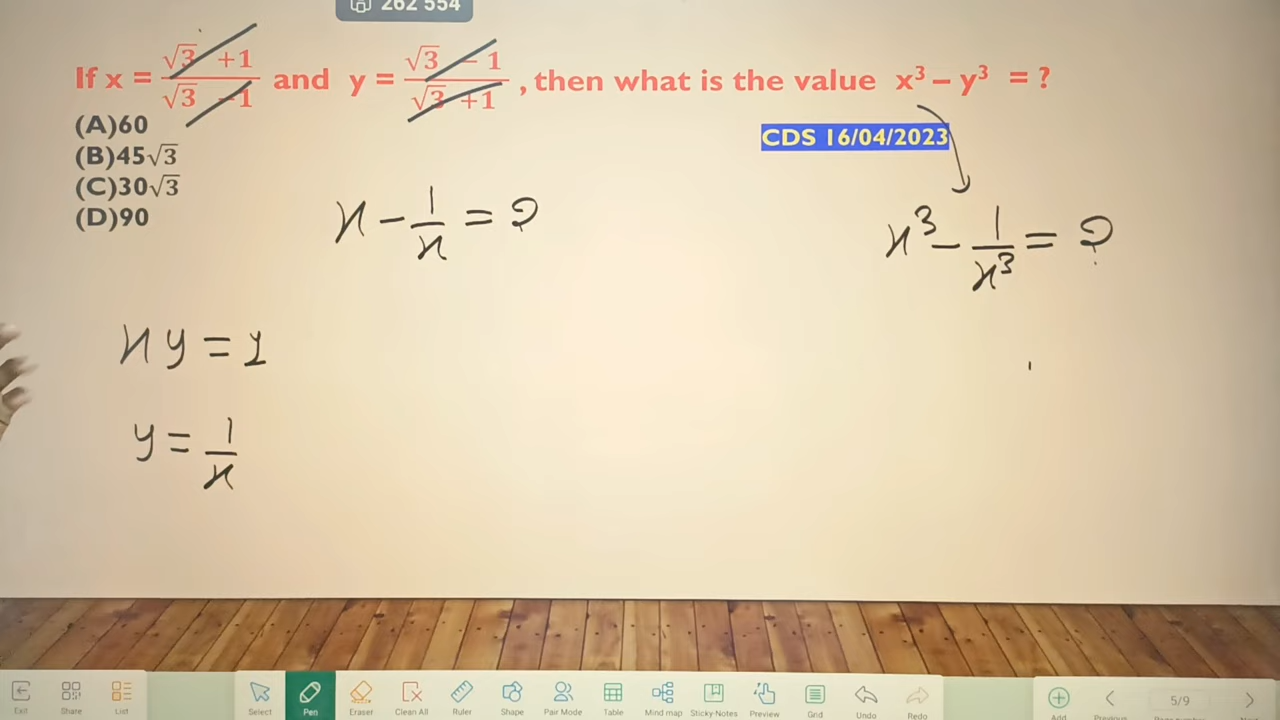 262 554
If x = (√3 +1)/(√3 −1) and y = (√3 − 1)/(√3 +1) , then what is the value x³ – y³ = ?
(A)60
(B)45√3
(C)30√3
(D)90
CDS 16/04/2023
x − 1/x = ?
x³ − 1/x³ = ?
xy = 1
y = 1/x
Exit Share List Select Pen Eraser Clean All Ruler Shape Pair Mode Table Mind map Sticky Notes Preview Grid Undo Redo Add 5/9